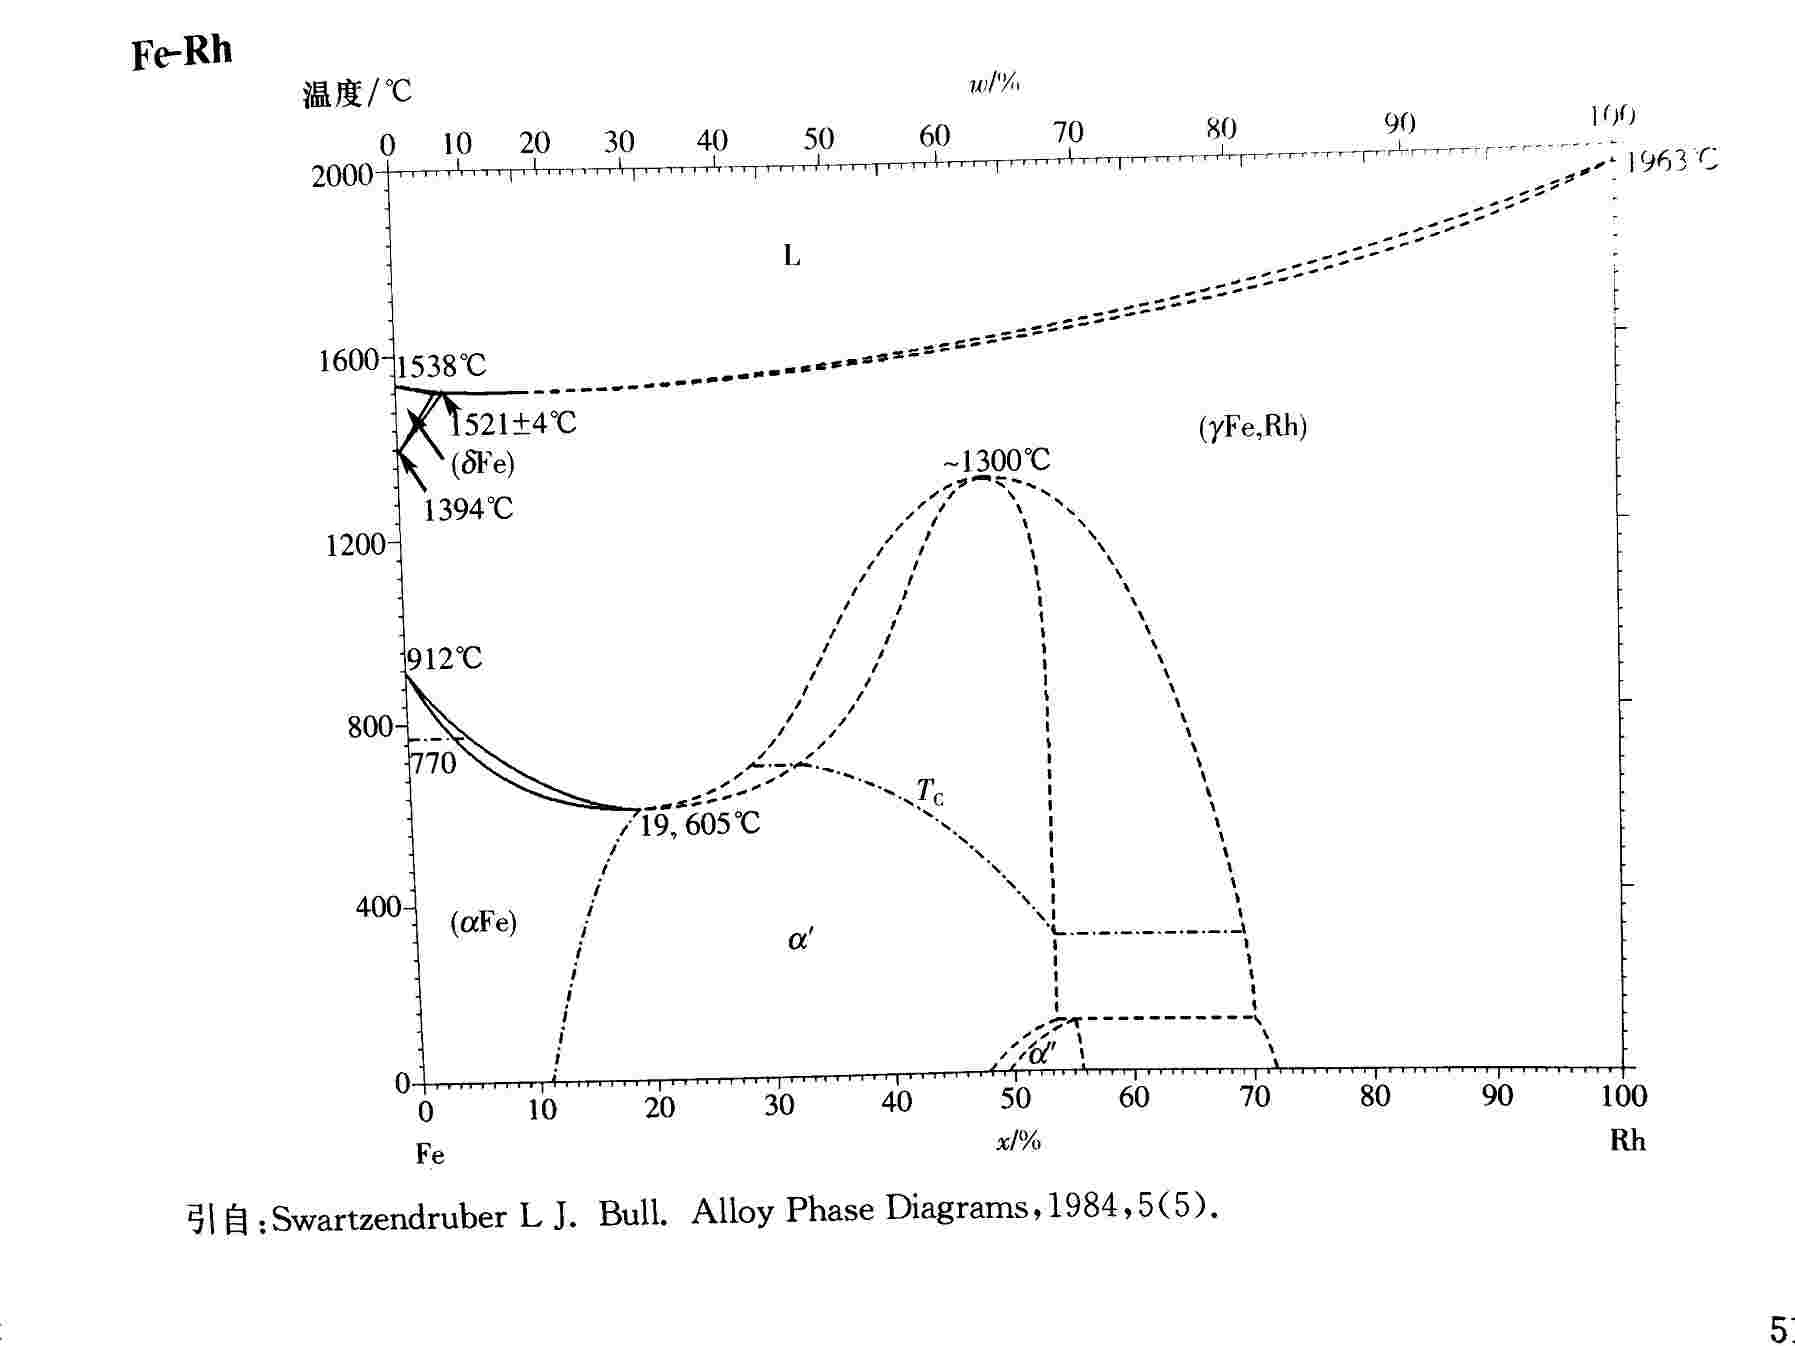 Fe-Rh
温度/℃
w/%
0 10 20 30 40 50 60 70 80 90 100
2000
1963℃
L
1600
1538℃
1521±4℃
(γFe,Rh)
(δFe)
~1300℃
1394℃
1200
912℃
800
770
T_C
19, 605℃
400
(αFe)
α′
α″
0
0 10 20 30 40 50 60 70 80 90 100
Fe
x/%
Rh
引自:Swartzendruber L J. Bull. Alloy Phase Diagrams,1984,5(5).